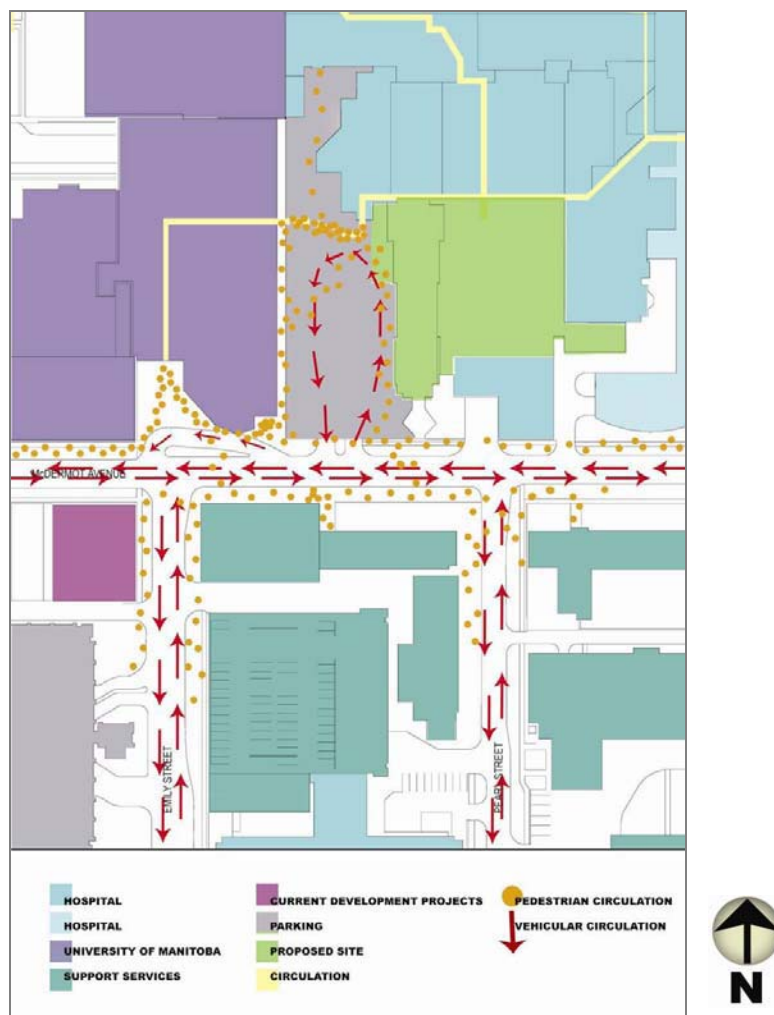 McDERMOT AVENUE
EMILY STREET
PEARL STREET
HOSPITAL
HOSPITAL
UNIVERSITY OF MANITOBA
SUPPORT SERVICES
CURRENT DEVELOPMENT PROJECTS
PARKING
PROPOSED SITE
CIRCULATION
PEDESTRIAN CIRCULATION
VEHICULAR CIRCULATION
N